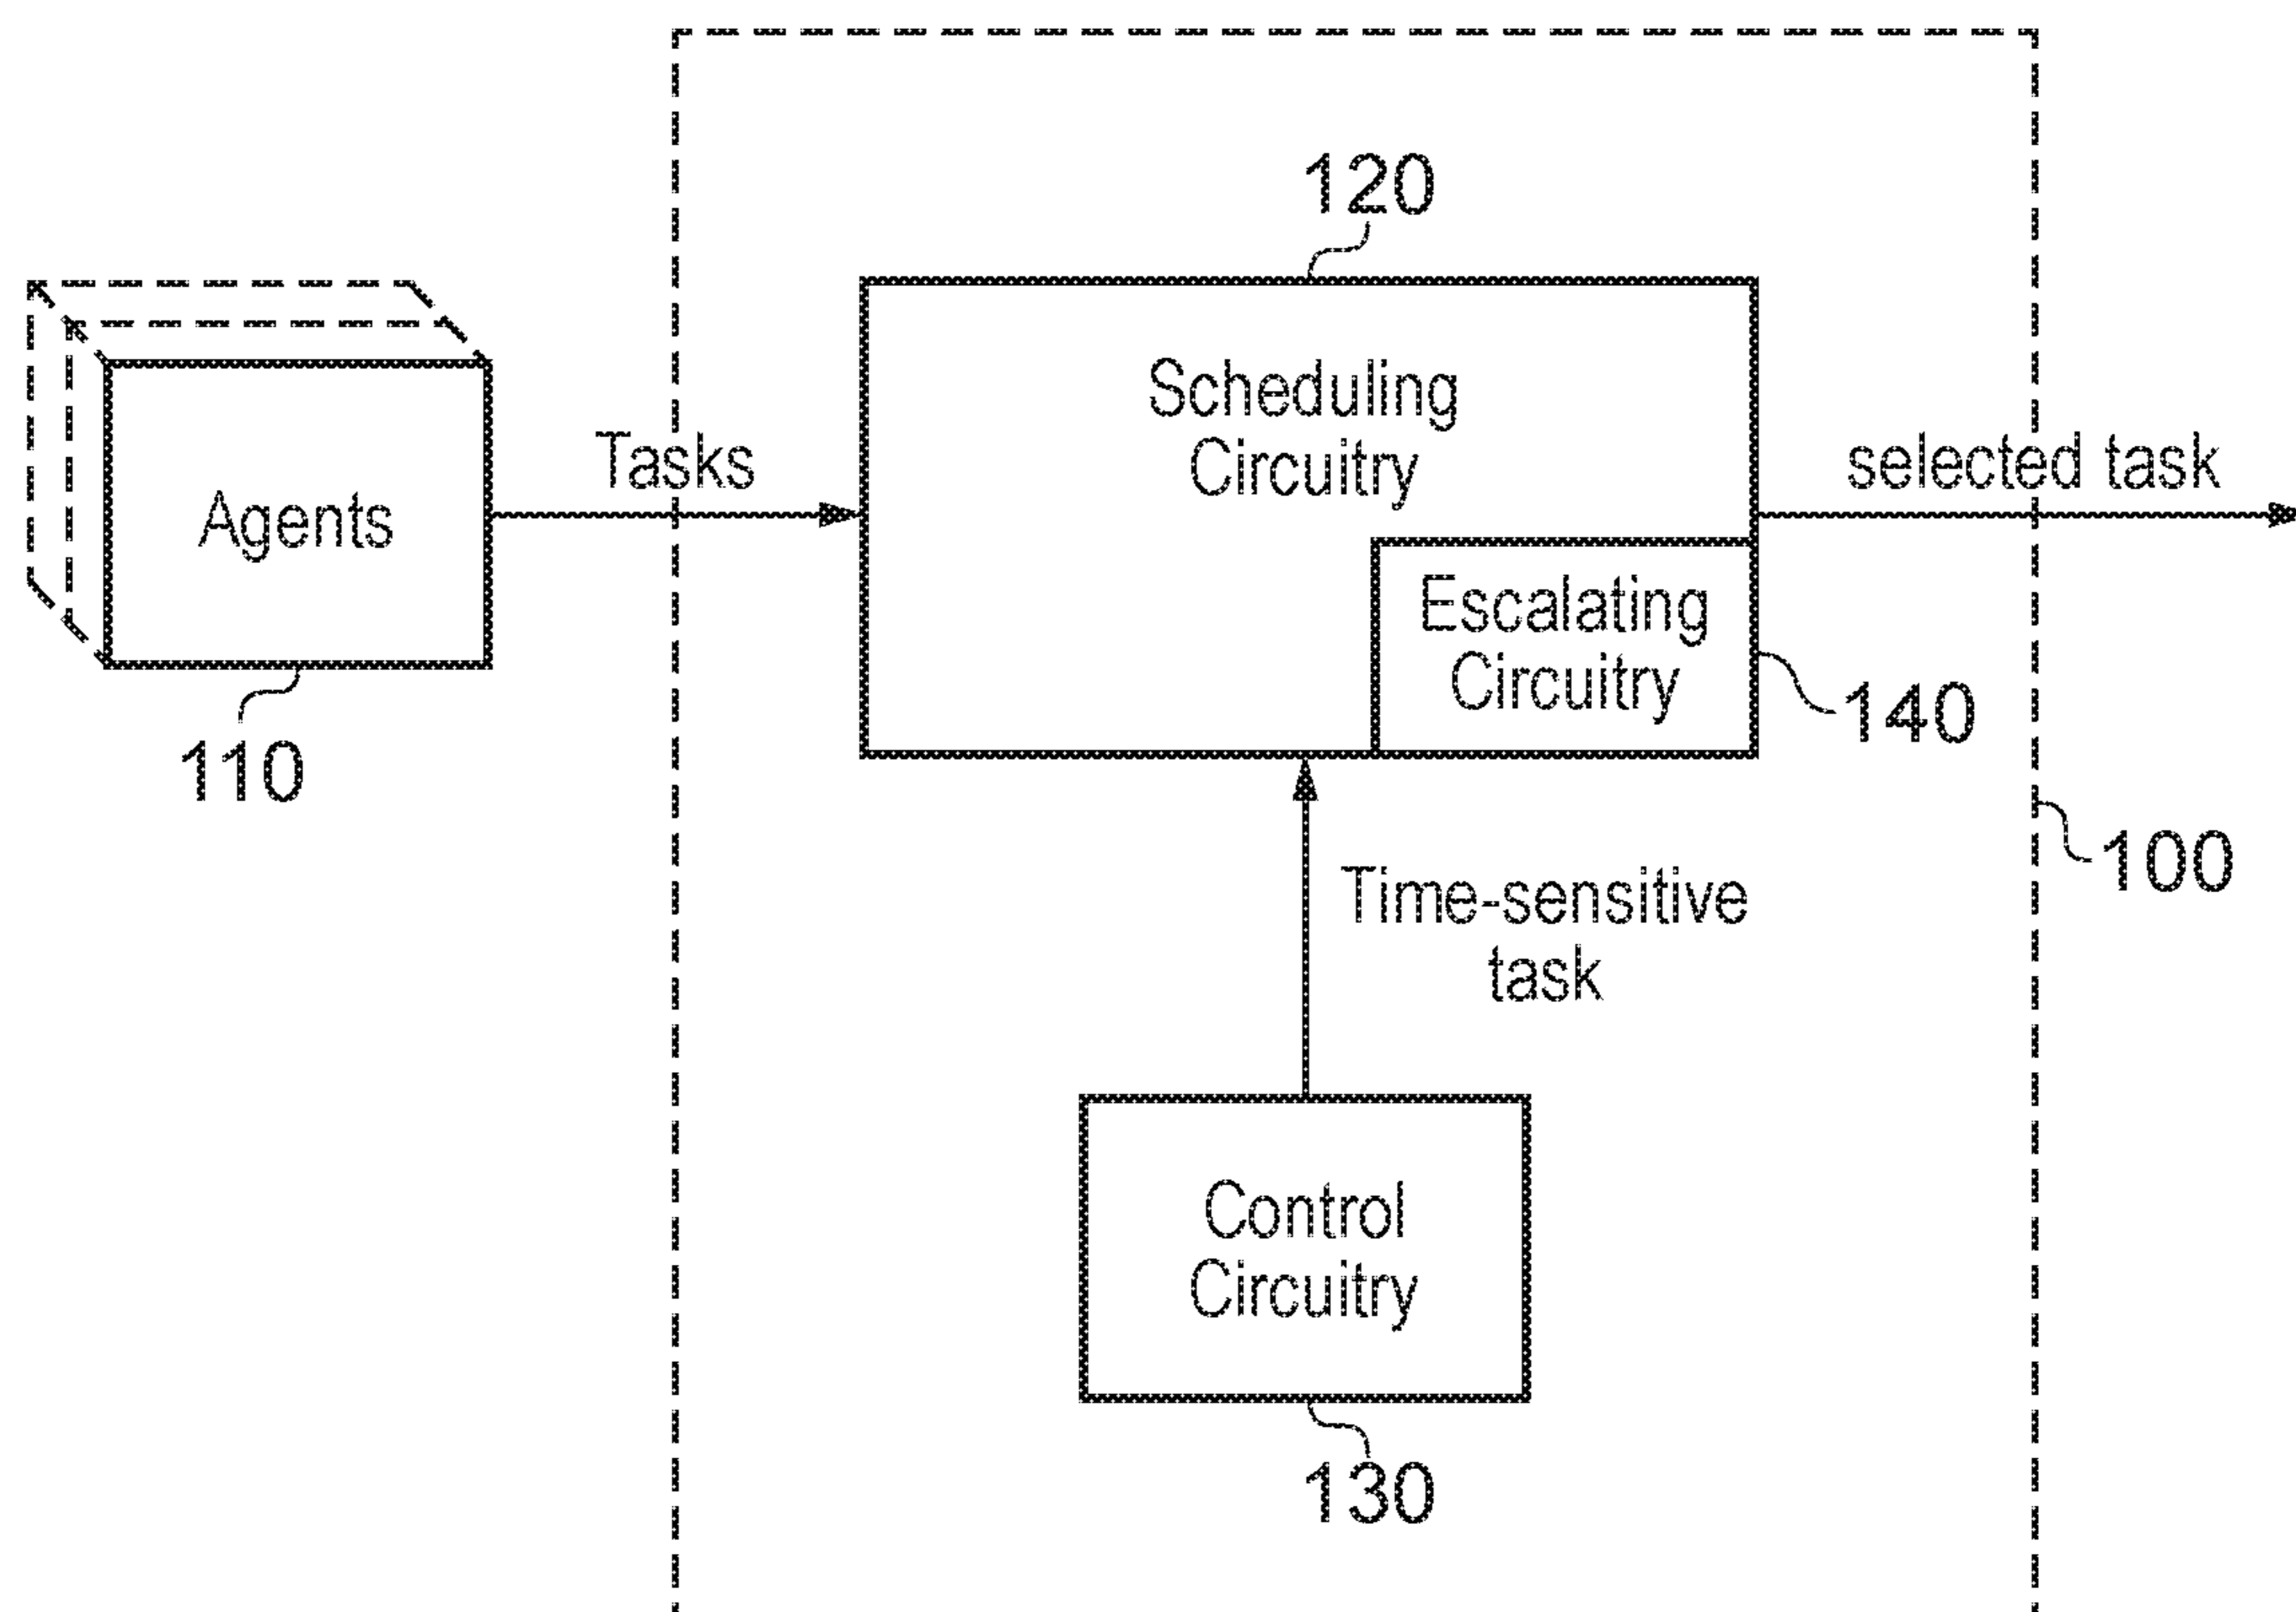 120
Scheduling
Circuitry
Tasks
selected task
Agents
Escalating
Circuitry
140
110
100
Time-sensitive
task
Control
Circuitry
130